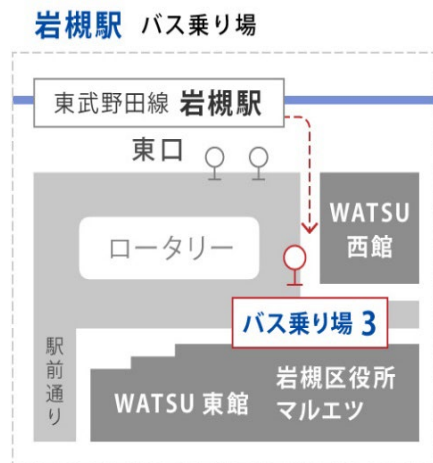 岩槻駅 バス乗り場
東武野田線 岩槻駅
東口
WATSU
西館
ロータリー
バス乗り場 3
駅前通り
WATSU 東館
岩槻区役所
マルエツ